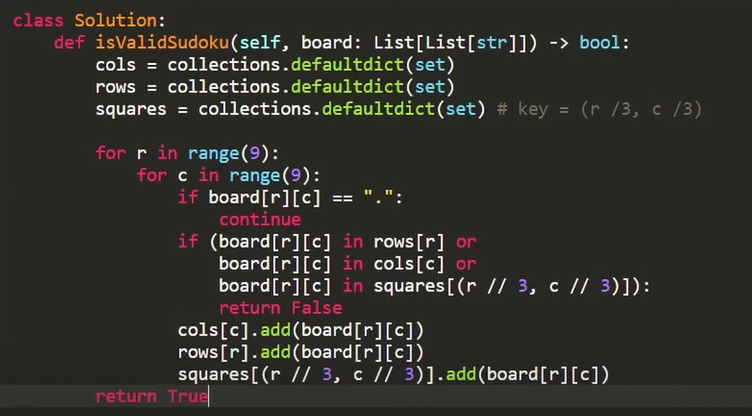 class Solution:
    def isValidSudoku(self, board: List[List[str]]) -> bool:
        cols = collections.defaultdict(set)
        rows = collections.defaultdict(set)
        squares = collections.defaultdict(set) # key = (r /3, c /3)

        for r in range(9):
            for c in range(9):
                if board[r][c] == ".":
                    continue
                if (board[r][c] in rows[r] or
                    board[r][c] in cols[c] or
                    board[r][c] in squares[(r // 3, c // 3)]):
                    return False
                cols[c].add(board[r][c])
                rows[r].add(board[r][c])
                squares[(r // 3, c // 3)].add(board[r][c])
        return True